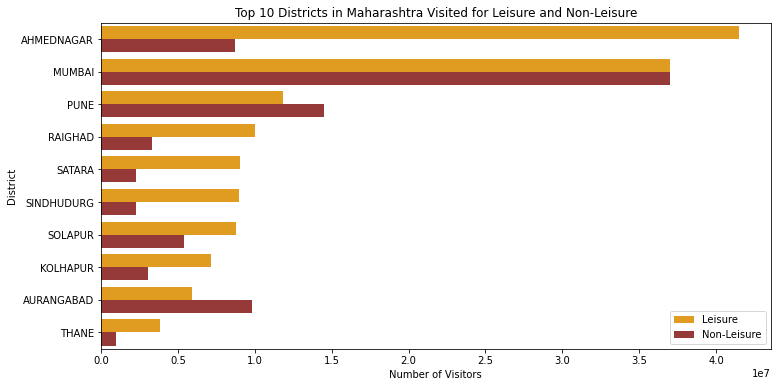 Top 10 Districts in Maharashtra Visited for Leisure and Non-Leisure
District
AHMEDNAGAR
MUMBAI
PUNE
RAIGHAD
SATARA
SINDHUDURG
SOLAPUR
KOLHAPUR
AURANGABAD
THANE
Leisure
Non-Leisure
0.0 0.5 1.0 1.5 2.0 2.5 3.0 3.5 4.0
1e7
Number of Visitors